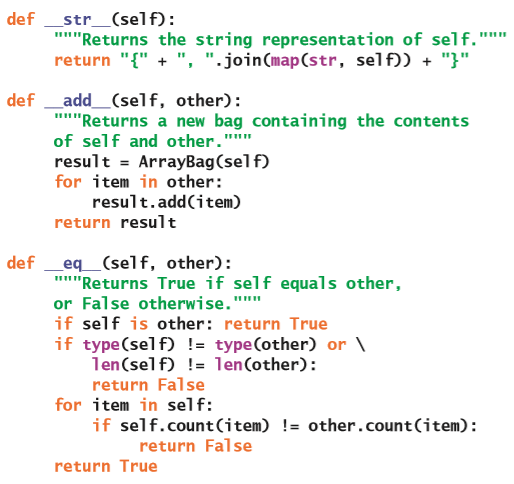 def __str__(self):
"""Returns the string representation of self."""
return "{" + ", ".join(map(str, self)) + "}"
def __add__(self, other):
"""Returns a new bag containing the contents
of self and other."""
result = ArrayBag(self)
for item in other:
result.add(item)
return result
def __eq__(self, other):
"""Returns True if self equals other,
or False otherwise."""
if self is other: return True
if type(self) != type(other) or \
len(self) != len(other):
return False
for item in self:
if self.count(item) != other.count(item):
return False
return True